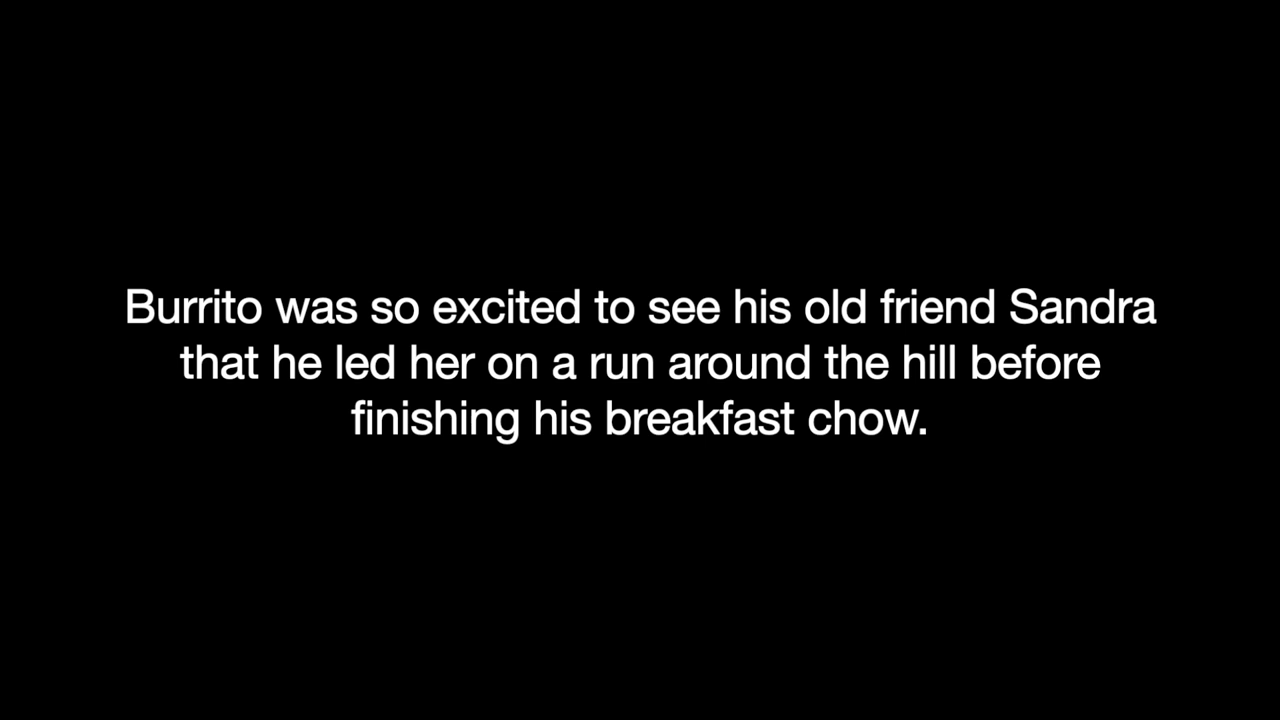 Burrito was so excited to see his old friend Sandra
that he led her on a run around the hill before
finishing his breakfast chow.